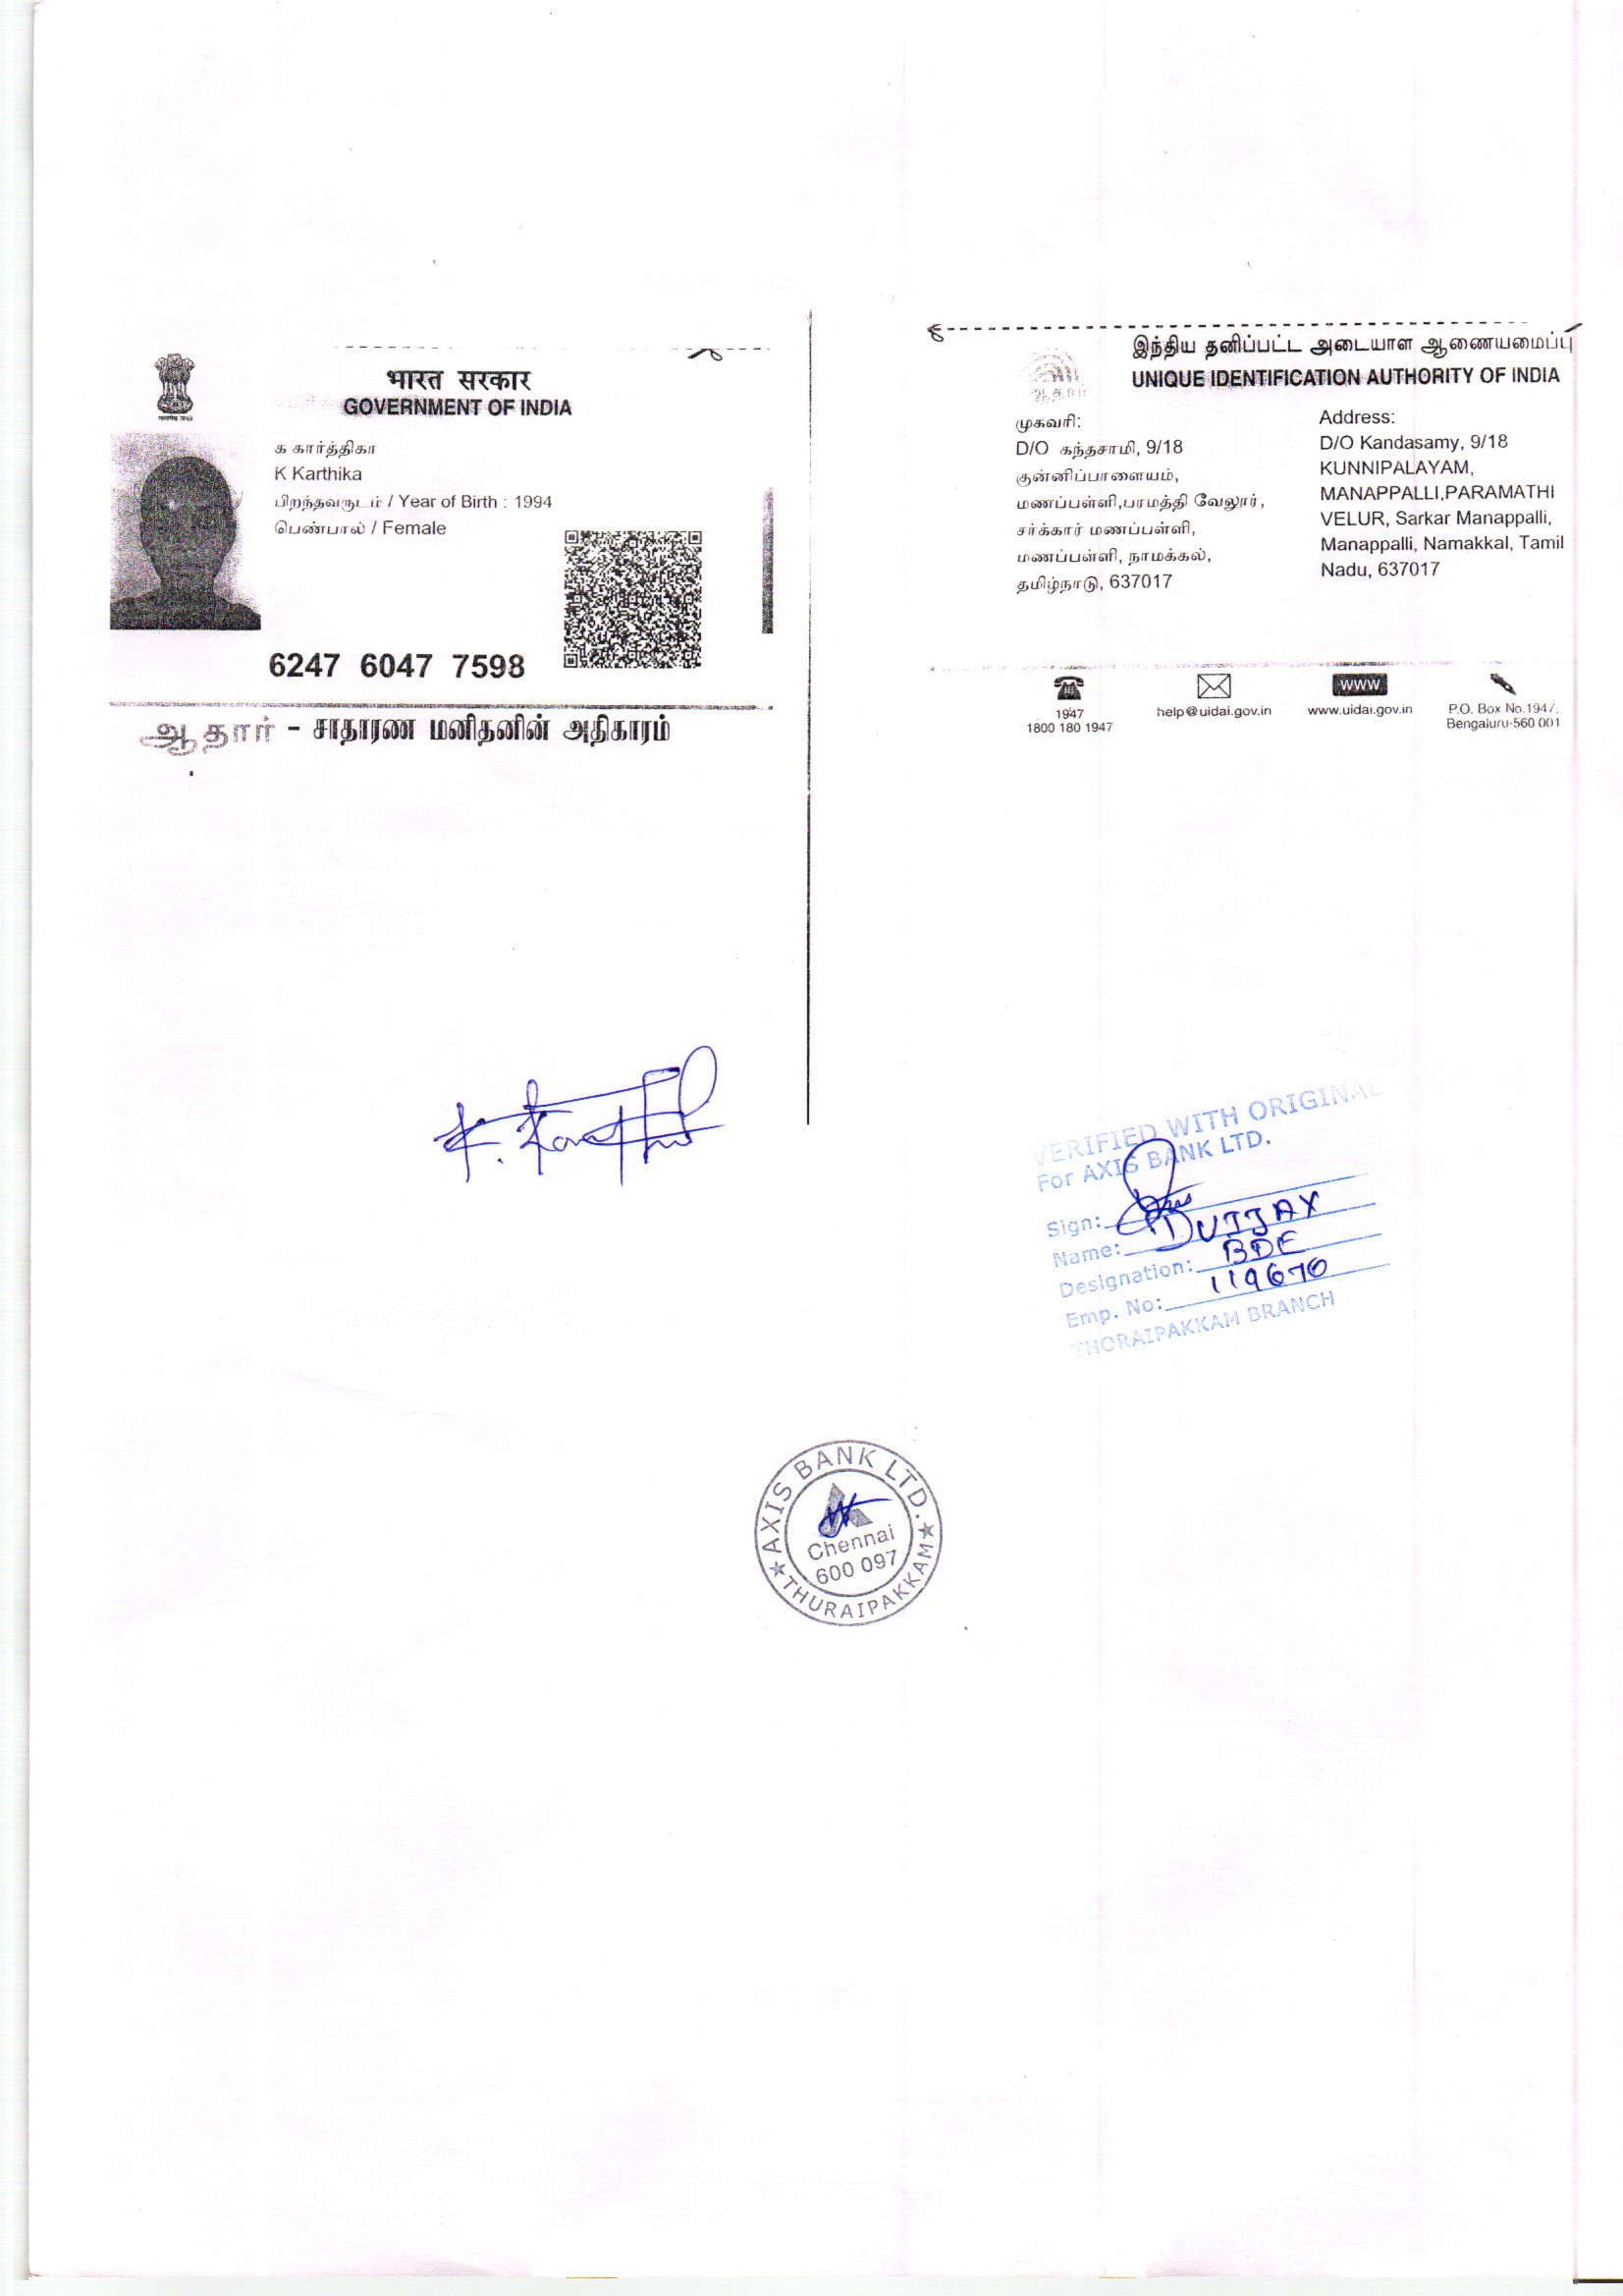 भारत सरकार
GOVERNMENT OF INDIA
க கார்த்திகா
K Karthika
பிறந்தவருடம் / Year of Birth : 1994
பெண்பால் / Female
6247 6047 7598
ஆதார் - சாதாரண மனிதனின் அதிகாரம்
இந்திய தனிப்பட்ட அடையாள ஆணையமைப்பு
UNIQUE IDENTIFICATION AUTHORITY OF INDIA
முகவரி:
D/O கந்தசாமி, 9/18
குன்னிப்பாளையம்,
மணப்பள்ளி,பரமத்தி வேலூர்,
சர்க்கார் மணப்பள்ளி,
மணப்பள்ளி, நாமக்கல்,
தமிழ்நாடு, 637017
Address:
D/O Kandasamy, 9/18
KUNNIPALAYAM,
MANAPPALLI,PARAMATHI
VELUR, Sarkar Manappalli,
Manappalli, Namakkal, Tamil
Nadu, 637017
1947
1800 180 1947
help@uidai.gov.in
www
www.uidai.gov.in
P.O. Box No.1947,
Bengaluru-560 001
VERIFIED WITH ORIGINAL
For AXIS BANK LTD.
Sign:
Name:
Designation: BDE
Emp. No: 119670
THORAIPAKKAM BRANCH
AXIS BANK LTD.
Chennai
600 097
THURAIPAKKAM